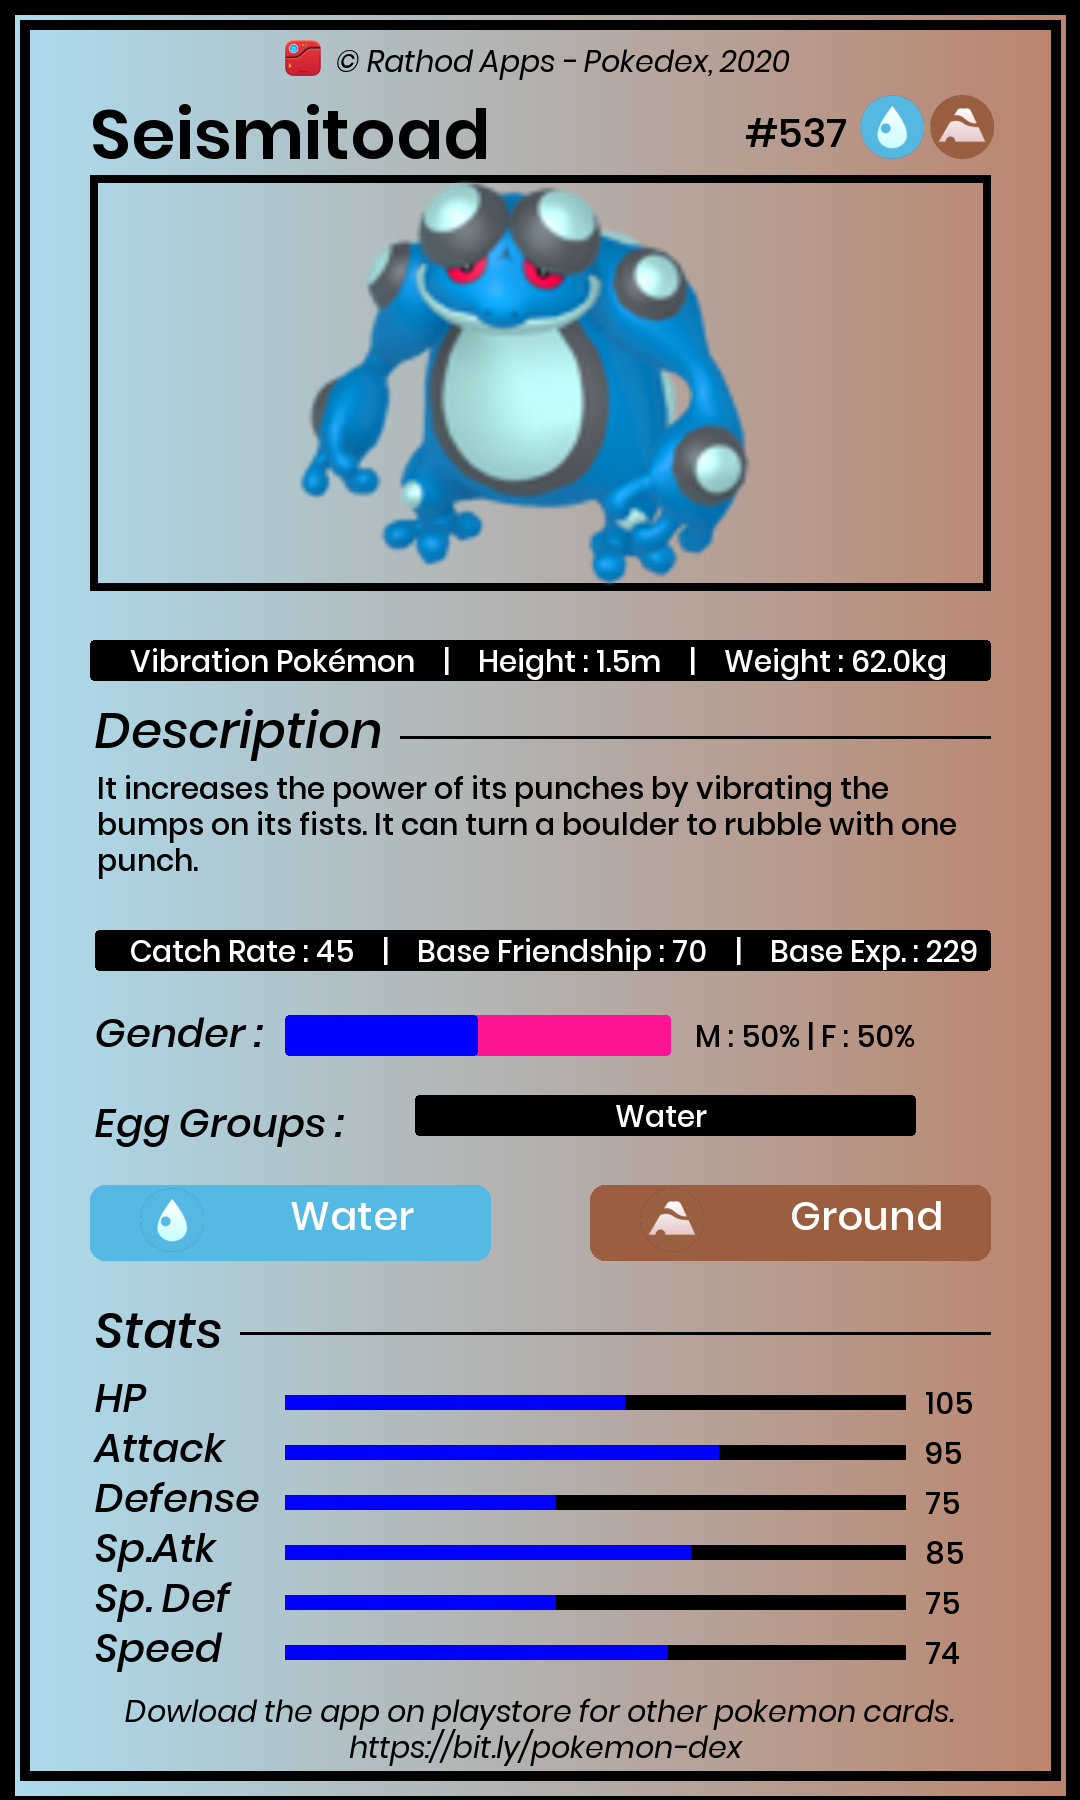 © Rathod Apps - Pokedex, 2020
Seismitoad #537
Vibration Pokémon | Height : 1.5m | Weight : 62.0kg
Description
It increases the power of its punches by vibrating the
bumps on its fists. It can turn a boulder to rubble with one
punch.
Catch Rate : 45 | Base Friendship : 70 | Base Exp. : 229
Gender : M : 50% | F : 50%
Egg Groups : Water
Water Ground
Stats
HP 105
Attack 95
Defense 75
Sp.Atk 85
Sp. Def 75
Speed 74
Dowload the app on playstore for other pokemon cards.
https://bit.ly/pokemon-dex